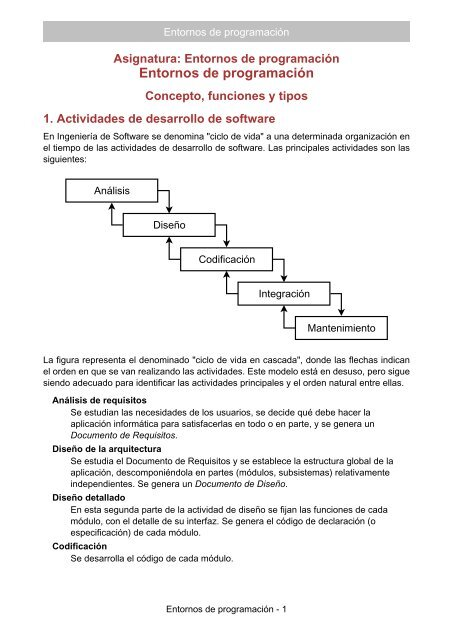 Entornos de programación
Asignatura: Entornos de programación
Entornos de programación
Concepto, funciones y tipos
1. Actividades de desarrollo de software
En Ingeniería de Software se denomina "ciclo de vida" a una determinada organización en
el tiempo de las actividades de desarrollo de software. Las principales actividades son las
siguientes:
Análisis
Diseño
Codificación
Integración
Mantenimiento
La figura representa el denominado "ciclo de vida en cascada", donde las flechas indican
el orden en que se van realizando las actividades. Este modelo está en desuso, pero sigue
siendo adecuado para identificar las actividades principales y el orden natural entre ellas.
Análisis de requisitos
Se estudian las necesidades de los usuarios, se decide qué debe hacer la
aplicación informática para satisfacerlas en todo o en parte, y se genera un
Documento de Requisitos.
Diseño de la arquitectura
Se estudia el Documento de Requisitos y se establece la estructura global de la
aplicación, descomponiéndola en partes (módulos, subsistemas) relativamente
independientes. Se genera un Documento de Diseño.
Diseño detallado
En esta segunda parte de la actividad de diseño se fijan las funciones de cada
módulo, con el detalle de su interfaz. Se genera el código de declaración (o
especificación) de cada módulo.
Codificación
Se desarrolla el código de cada módulo.
Entornos de programación - 1